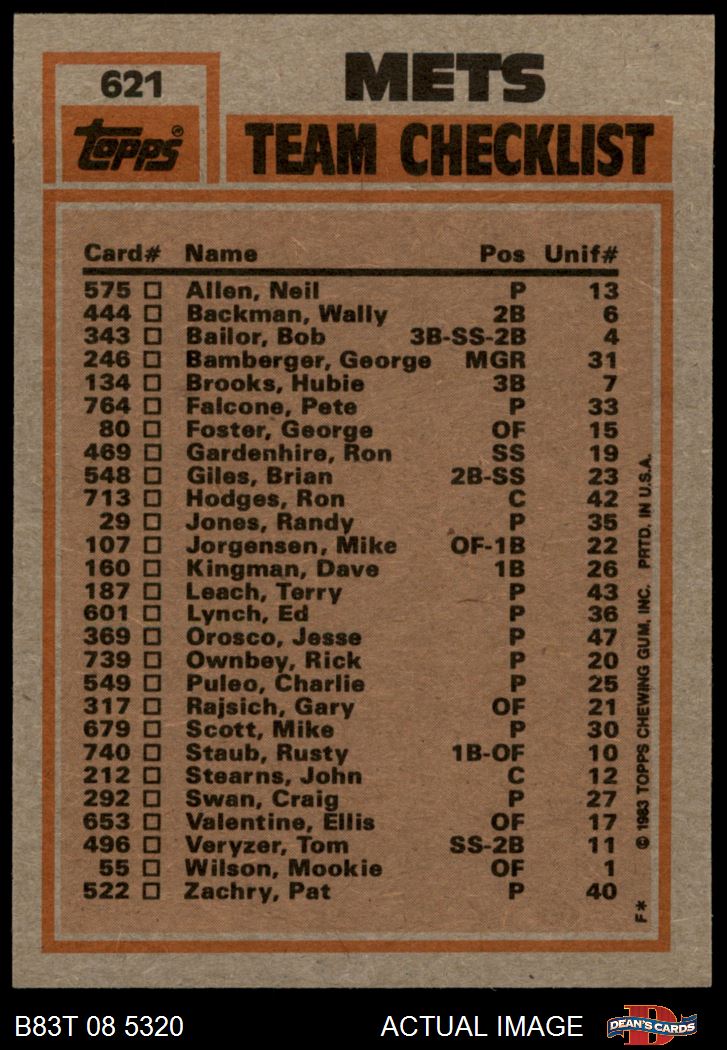 621
METS
Topps®
TEAM CHECKLIST
Card# Name Pos Unif#
575 Allen, Neil P 13
444 Backman, Wally 2B 6
343 Bailor, Bob 3B-SS-2B 4
246 Bamberger, George MGR 31
134 Brooks, Hubie 3B 7
764 Falcone, Pete P 33
80 Foster, George OF 15
469 Gardenhire, Ron SS 19
548 Giles, Brian 2B-SS 23
713 Hodges, Ron C 42
29 Jones, Randy P 35
107 Jorgensen, Mike OF-1B 22
160 Kingman, Dave 1B 26
187 Leach, Terry P 43
601 Lynch, Ed P 36
369 Orosco, Jesse P 47
739 Ownbey, Rick P 20
549 Puleo, Charlie P 25
317 Rajsich, Gary OF 21
679 Scott, Mike P 30
740 Staub, Rusty 1B-OF 10
212 Stearns, John C 12
292 Swan, Craig P 27
653 Valentine, Ellis OF 17
496 Veryzer, Tom SS-2B 11
55 Wilson, Mookie OF 1
522 Zachry, Pat P 40
F* © 1983 TOPPS CHEWING GUM, INC. PRTD. IN U.S.A.
B83T 08 5320
ACTUAL IMAGE
D
DEAN'S CARDS